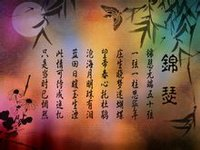 錦瑟
錦瑟無端五十弦
一弦一柱思華年
莊生曉夢迷蝴蝶
望帝春心托杜鵑
滄海月明珠有淚
藍田日暖玉生煙
此情可待成追憶
只是當時已惘然